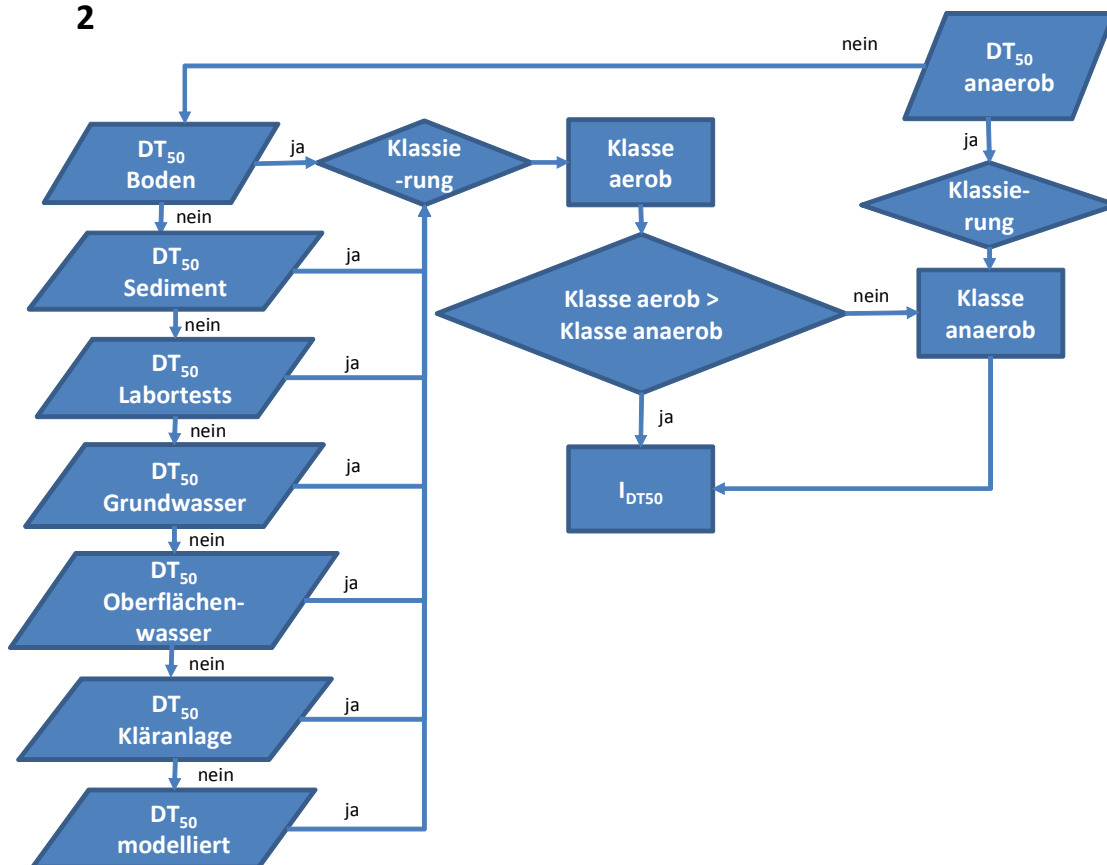 2
nein
DT50
anaerob
ja
DT50
Boden
ja
Klassie
-rung
Klasse
aerob
Klassie-
rung
nein
DT50
Sediment
ja
Klasse aerob >
Klasse anaerob
nein
Klasse
anaerob
nein
DT50
Labortests
ja
ja
nein
DT50
Grundwasser
ja
IDT50
nein
DT50
Oberflächen-
wasser
ja
nein
DT50
Kläranlage
ja
nein
DT50
modelliert
ja